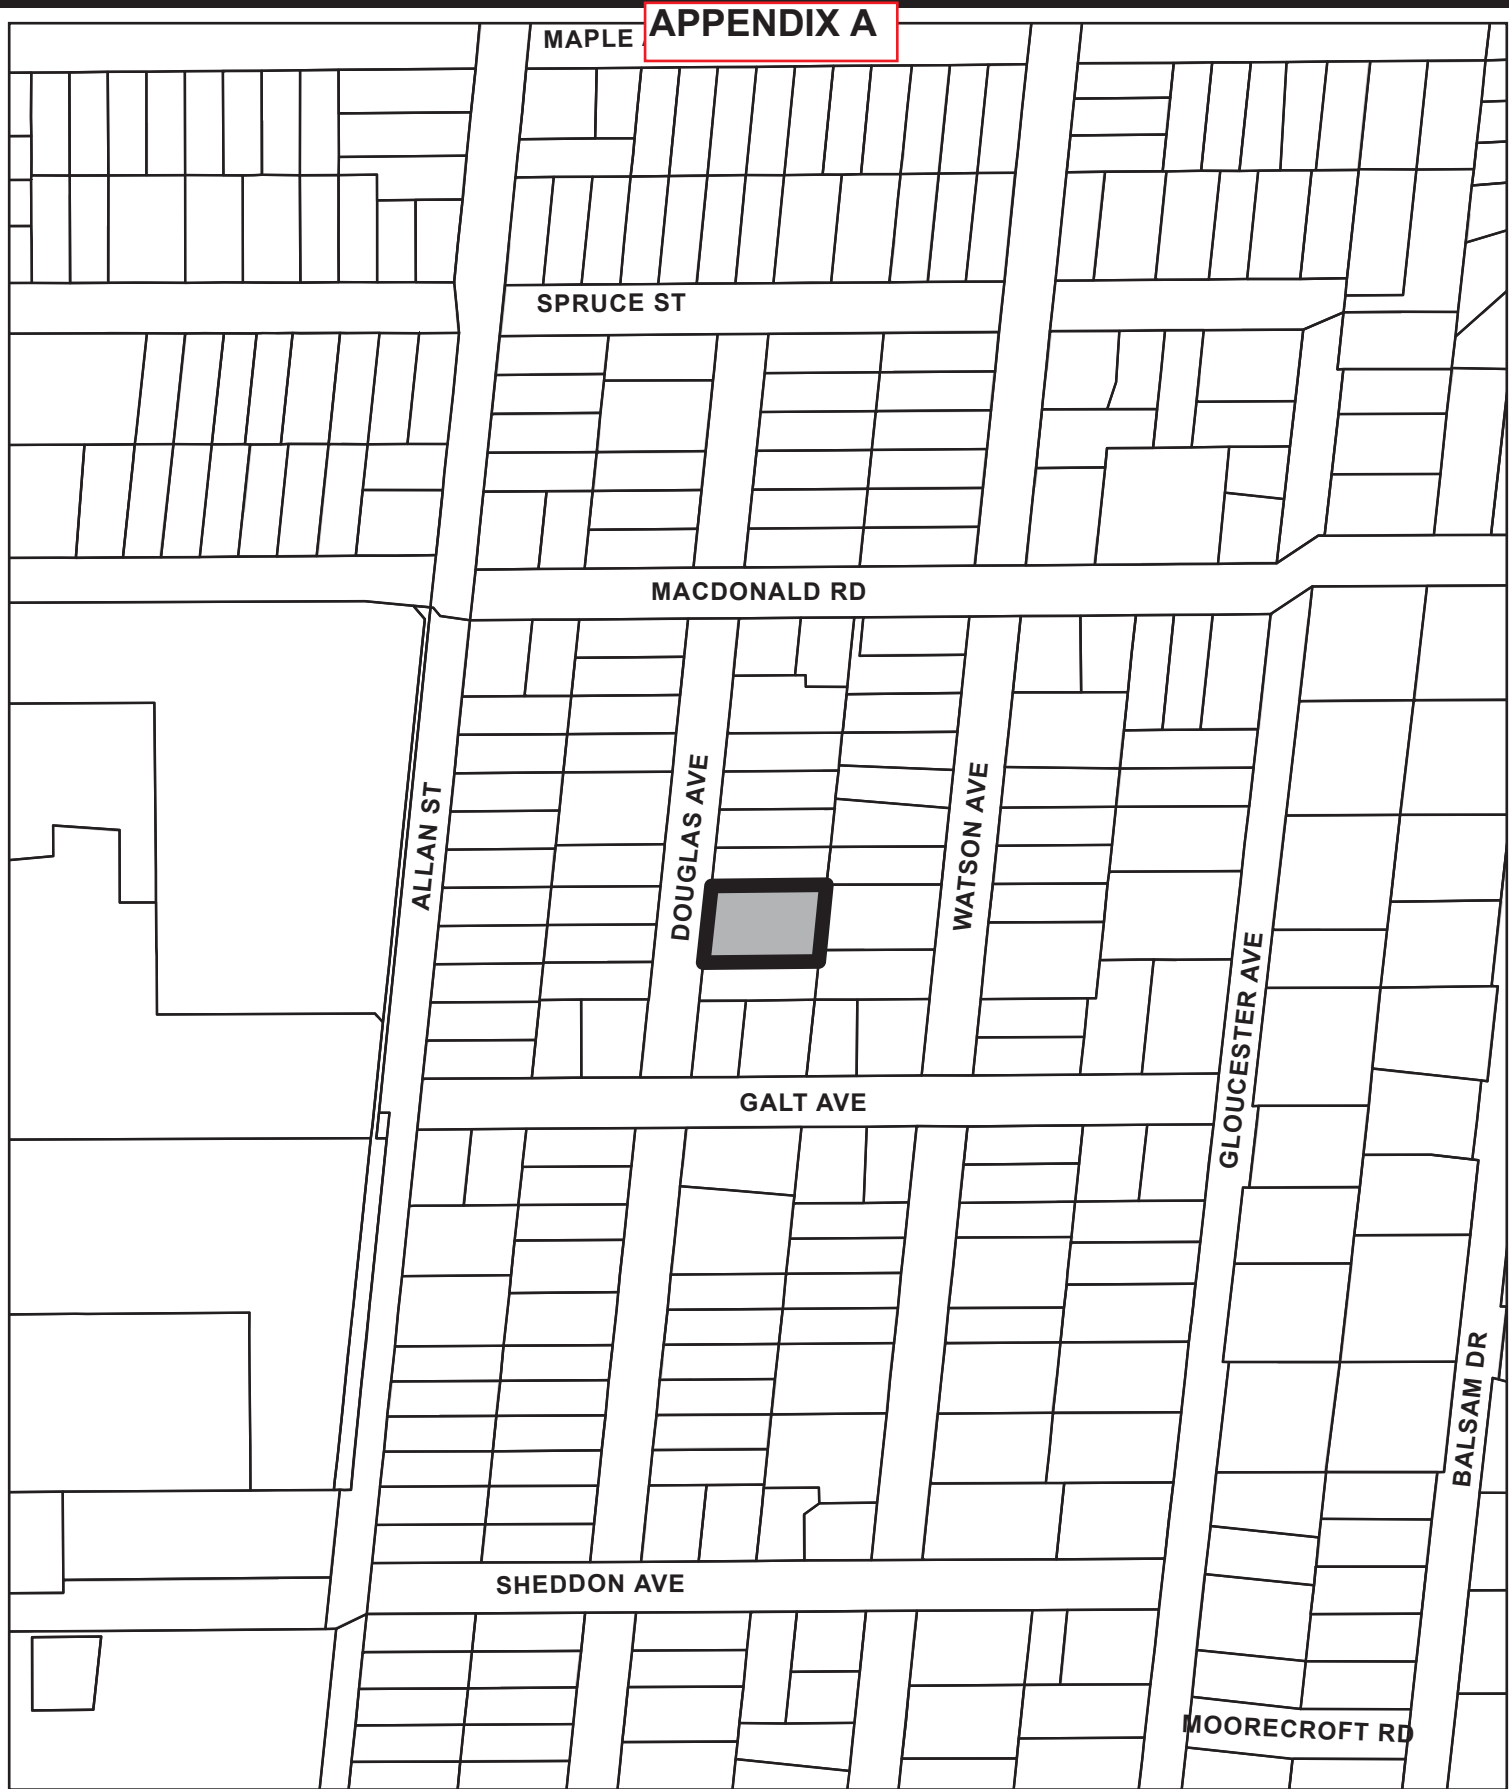 APPENDIX A
MAPLE
SPRUCE ST
MACDONALD RD
ALLAN ST
DOUGLAS AVE
WATSON AVE
GLOUCESTER AVE
GALT AVE
BALSAM DR
SHEDDON AVE
MOORECROFT RD